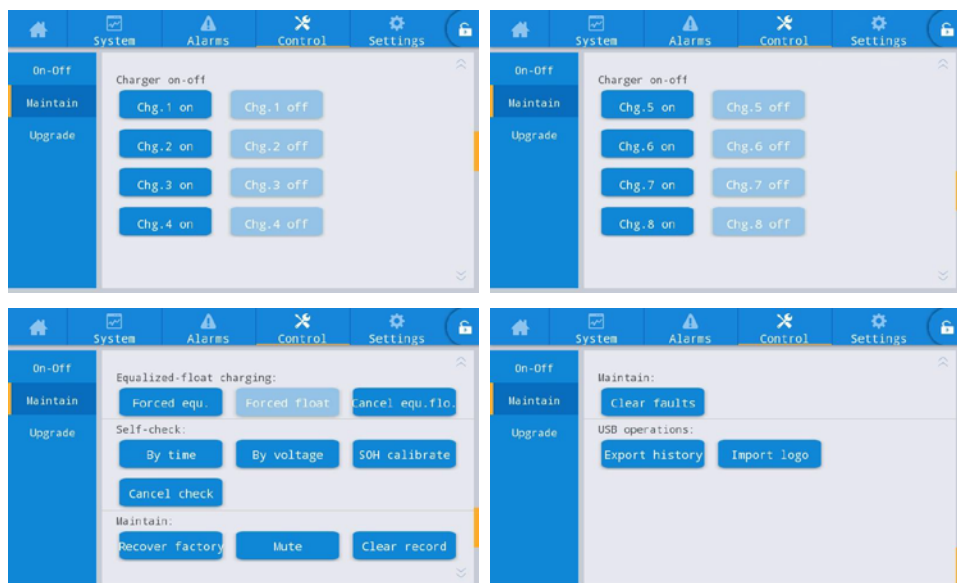 System Alarms Control Settings
On-Off
Maintain
Upgrade
Charger on-off
Chg.1 on Chg.1 off
Chg.2 on Chg.2 off
Chg.3 on Chg.3 off
Chg.4 on Chg.4 off
System Alarms Control Settings
On-Off
Maintain
Upgrade
Charger on-off
Chg.5 on Chg.5 off
Chg.6 on Chg.6 off
Chg.7 on Chg.7 off
Chg.8 on Chg.8 off
System Alarms Control Settings
On-Off
Maintain
Upgrade
Equalized-float charging:
Forced equ. Forced float Cancel equ.flo.
Self-check:
By time By voltage SOH calibrate
Cancel check
Maintain:
Recover factory Mute Clear record
System Alarms Control Settings
On-Off
Maintain
Upgrade
Maintain:
Clear faults
USB operations:
Export history Import logo